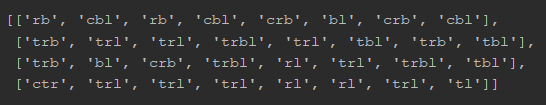 [['rb', 'cbl', 'rb', 'cbl', 'crb', 'bl', 'crb', 'cbl'],
['trb', 'trl', 'trl', 'trbl', 'trl', 'tbl', 'trb', 'tbl'],
['trb', 'bl', 'crb', 'trbl', 'rl', 'trl', 'trbl', 'tbl'],
['ctr', 'trl', 'trl', 'trl', 'rl', 'rl', 'trl', 'tl']]